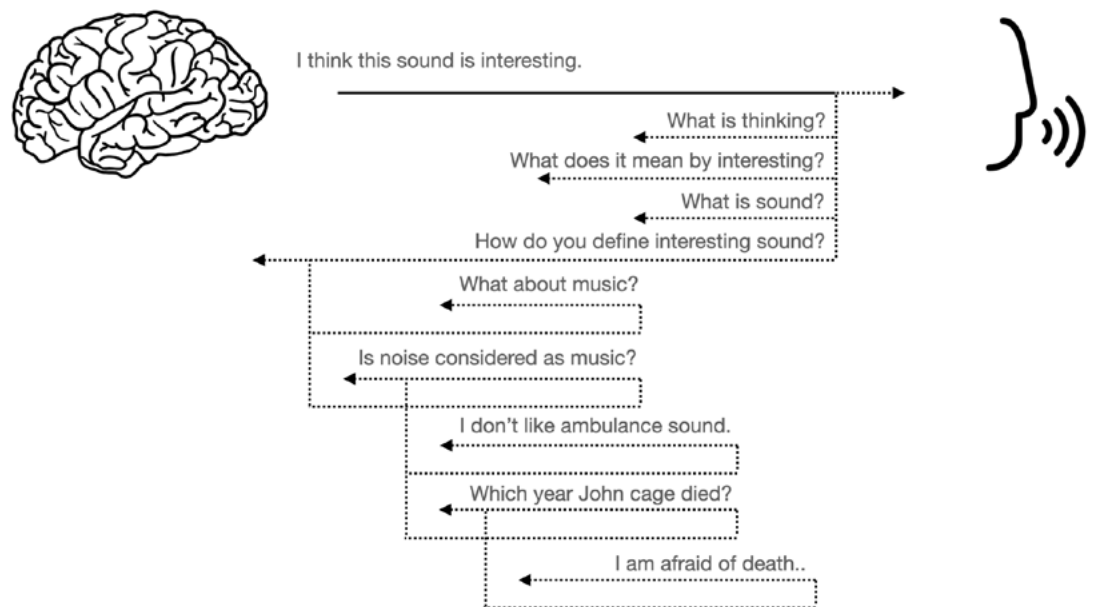 I think this sound is interesting.
What is thinking?
What does it mean by interesting?
What is sound?
How do you define interesting sound?
What about music?
Is noise considered as music?
I don't like ambulance sound.
Which year John cage died?
I am afraid of death..